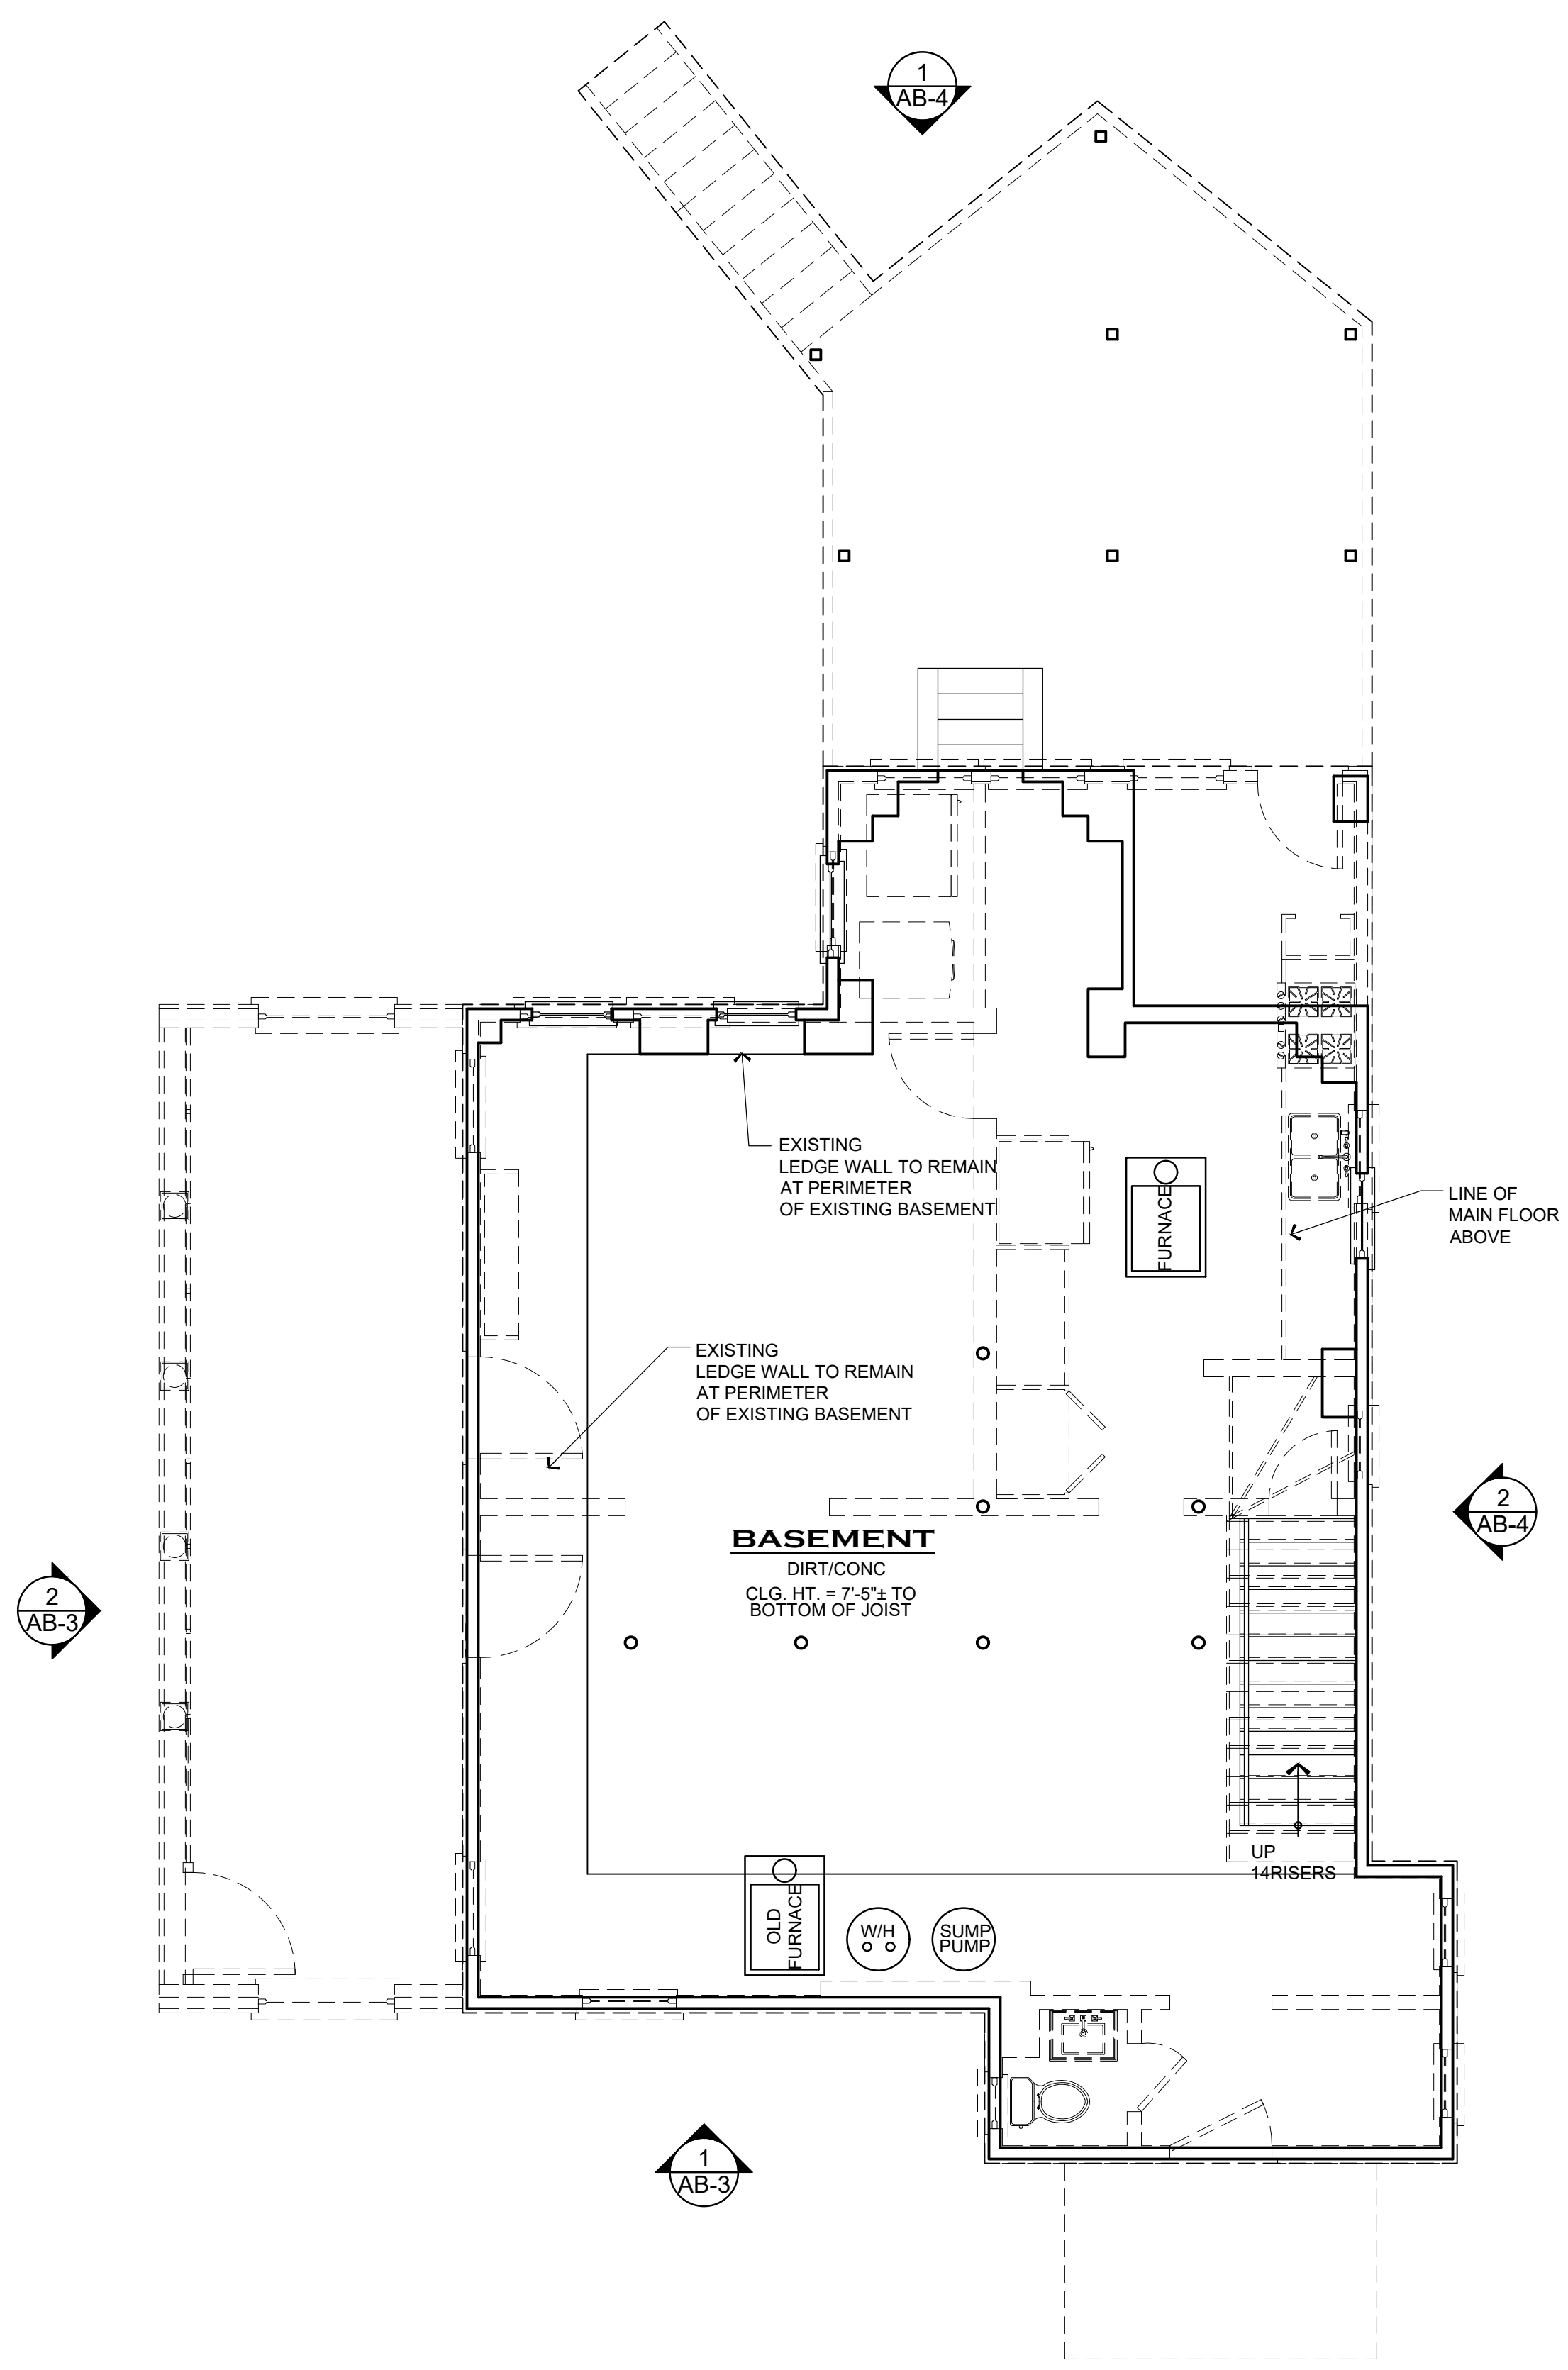 1
AB-4
EXISTING
LEDGE WALL TO REMAIN
AT PERIMETER
OF EXISTING BASEMENT
FURNACE
LINE OF
MAIN FLOOR
ABOVE
EXISTING
LEDGE WALL TO REMAIN
AT PERIMETER
OF EXISTING BASEMENT
2
AB-4
BASEMENT
DIRT/CONC
CLG. HT. = 7'-5"± TO
BOTTOM OF JOIST
2
AB-3
UP
14RISERS
OLD
FURNACE
W/H
SUMP
PUMP
1
AB-3